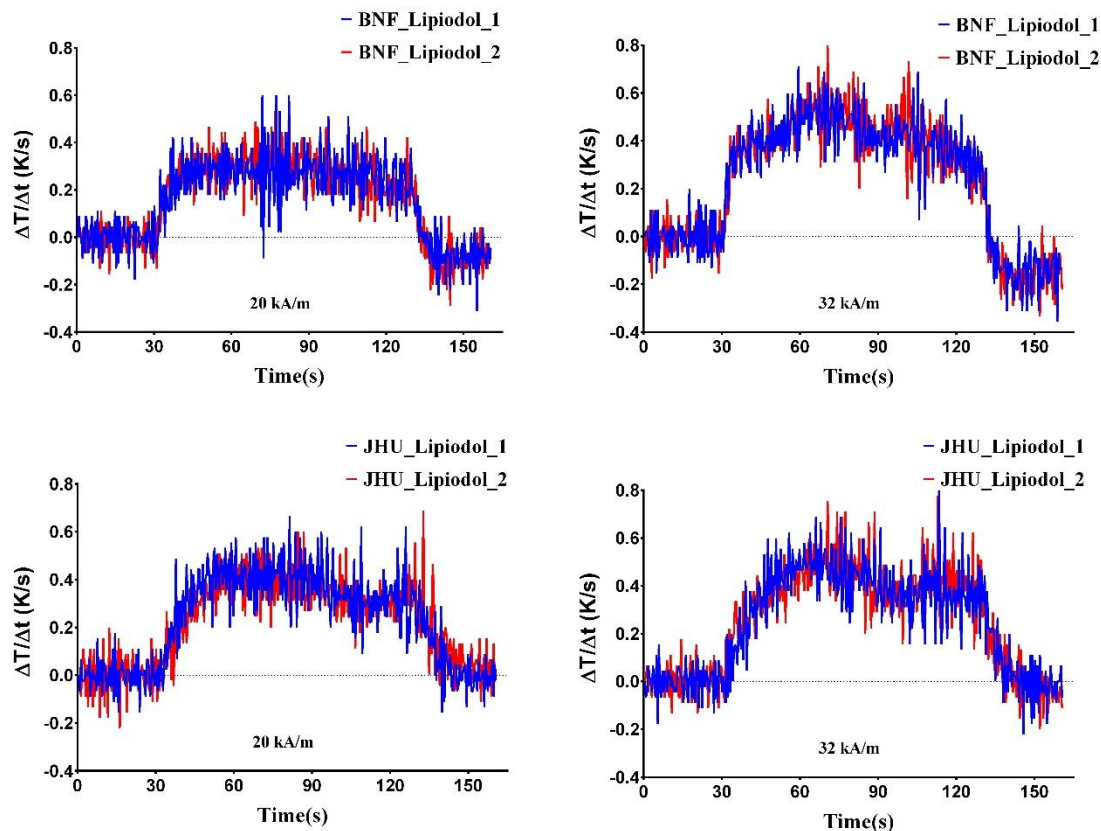 BNF_Lipiodol_1
BNF_Lipiodol_2
0.8
0.6
0.4
0.2
0.0
-0.2
-0.4
ΔT/Δt (K/s)
20 kA/m
0 30 60 90 120 150
Time(s)
BNF_Lipiodol_1
BNF_Lipiodol_2
0.8
0.6
0.4
0.2
0.0
-0.2
-0.4
ΔT/Δt (K/s)
32 kA/m
0 30 60 90 120 150
Time(s)
JHU_Lipiodol_1
JHU_Lipiodol_2
0.8
0.6
0.4
0.2
0.0
-0.2
-0.4
ΔT/Δt (K/s)
20 kA/m
0 30 60 90 120 150
Time(s)
JHU_Lipiodol_1
JHU_Lipiodol_2
0.8
0.6
0.4
0.2
0.0
-0.2
-0.4
ΔT/Δt (K/s)
32 kA/m
0 30 60 90 120 150
Time(s)